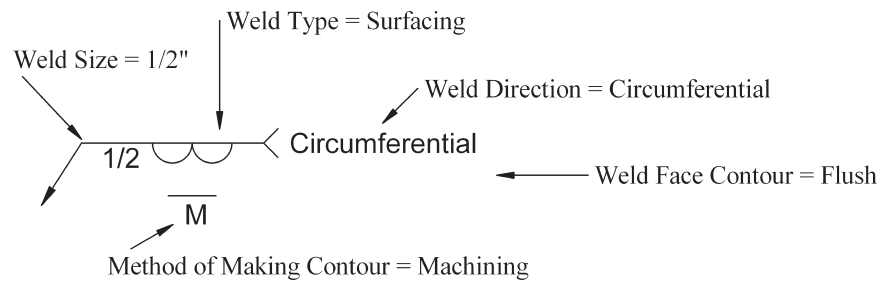 Weld Type = Surfacing
Weld Size = 1/2"
Weld Direction = Circumferential
1/2
Circumferential
Weld Face Contour = Flush
M
Method of Making Contour = Machining